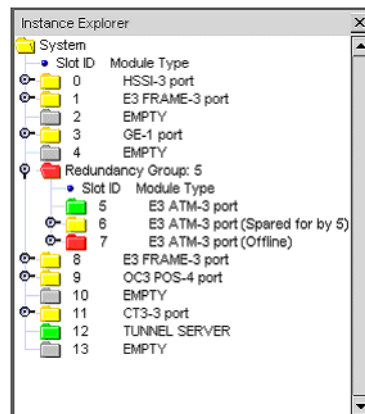 Instance Explorer
System
Slot ID Module Type
0 HSSI-3 port
1 E3 FRAME-3 port
2 EMPTY
3 GE-1 port
4 EMPTY
Redundancy Group: 5
Slot ID Module Type
5 E3 ATM-3 port
6 E3 ATM-3 port (Spared for by 5)
7 E3 ATM-3 port (Offline)
8 E3 FRAME-3 port
9 OC3 POS-4 port
10 EMPTY
11 CT3-3 port
12 TUNNEL SERVER
13 EMPTY